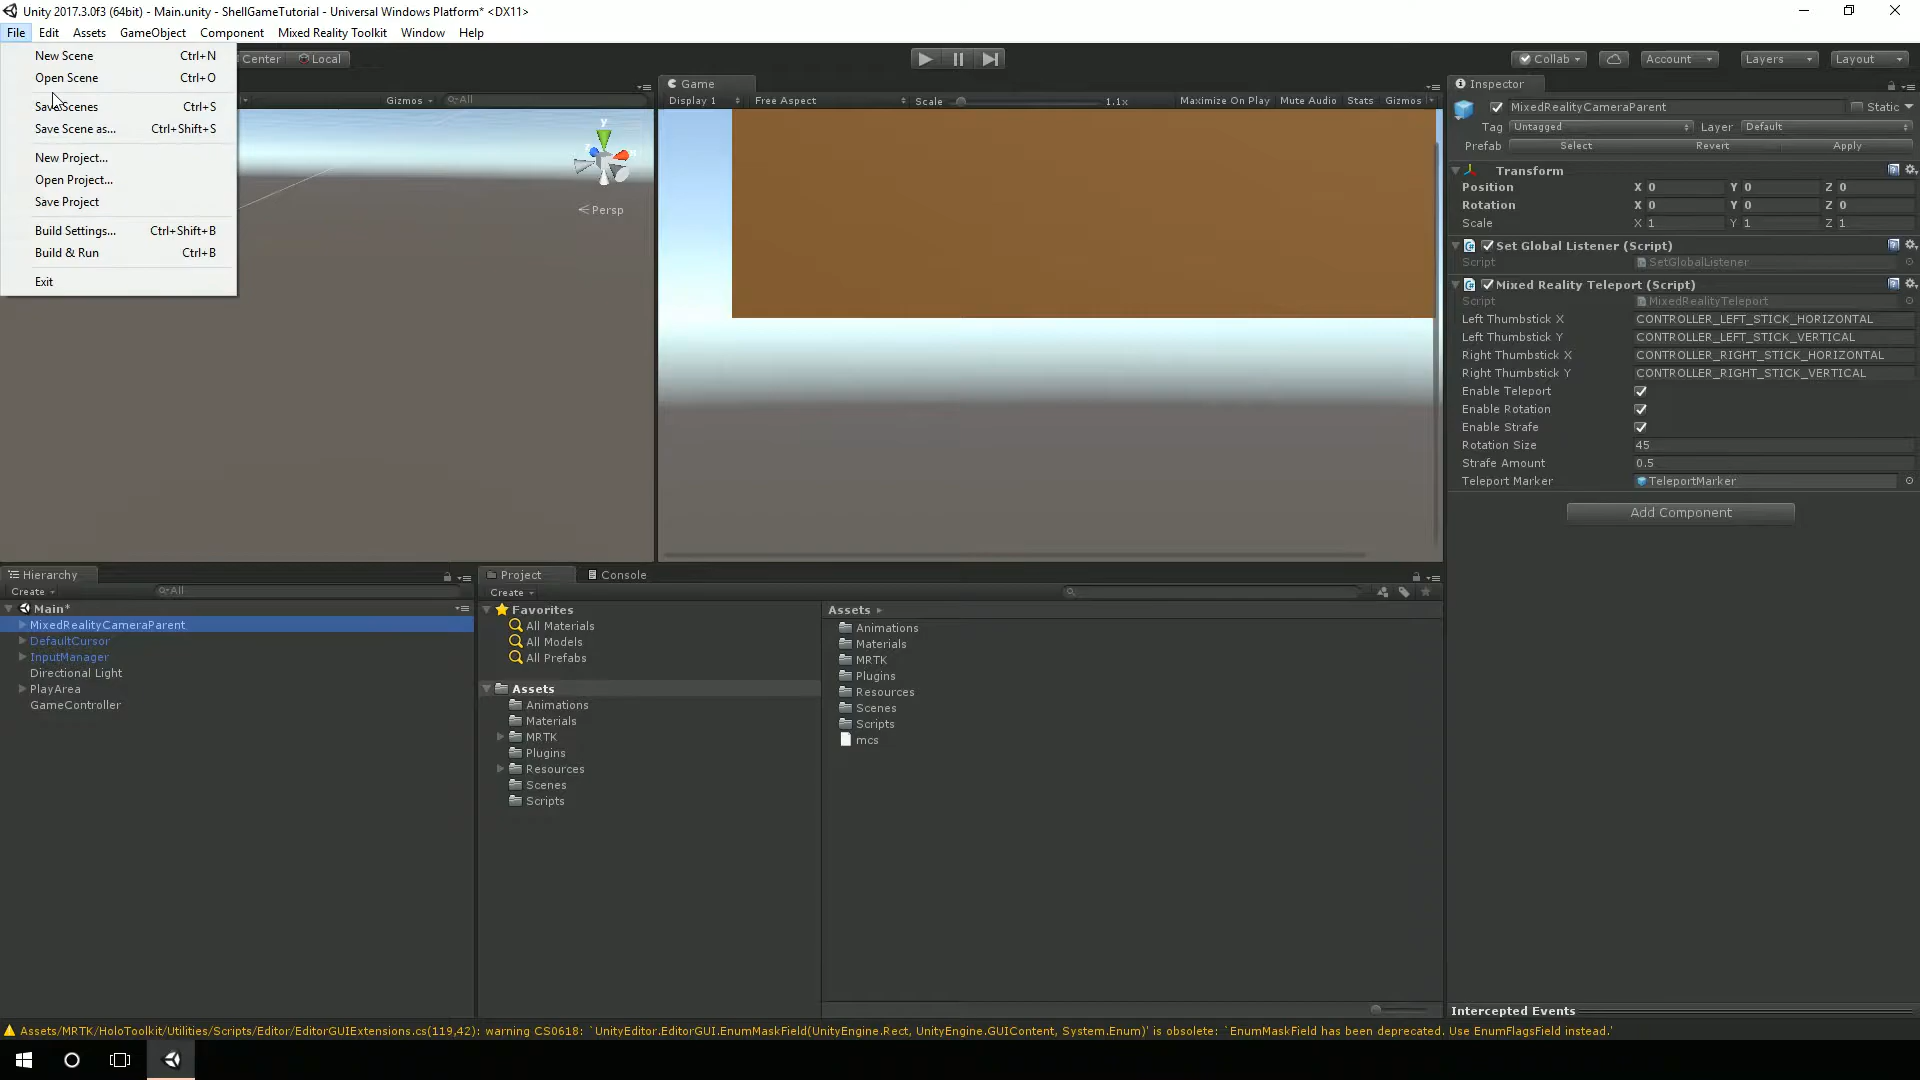 Unity 2017.3.0f3 (64bit) - Main.unity - ShellGameTutorial - Universal Windows Platform* <DX11>
File Edit Assets GameObject Component Mixed Reality Toolkit Window Help
New Scene Ctrl+N
Open Scene Ctrl+O
Save Scenes Ctrl+S
Save Scene as... Ctrl+Shift+S
New Project...
Open Project...
Save Project
Build Settings... Ctrl+Shift+B
Build & Run Ctrl+B
Exit
Center Local
Collab Account Layers Layout
Gizmos All
y
Persp
Game
Display 1 Free Aspect Scale 1.1x Maximize On Play Mute Audio Stats Gizmos
Inspector
MixedRealityCameraParent Static
Tag Untagged Layer Default
Prefab Select Revert Apply
Transform
Position X 0 Y 0 Z 0
Rotation X 0 Y 0 Z 0
Scale X 1 Y 1 Z 1
Set Global Listener (Script)
Script SetGlobalListener
Mixed Reality Teleport (Script)
Script MixedRealityTeleport
Left Thumbstick X CONTROLLER_LEFT_STICK_HORIZONTAL
Left Thumbstick Y CONTROLLER_LEFT_STICK_VERTICAL
Right Thumbstick X CONTROLLER_RIGHT_STICK_HORIZONTAL
Right Thumbstick Y CONTROLLER_RIGHT_STICK_VERTICAL
Enable Teleport
Enable Rotation
Enable Strafe
Rotation Size 45
Strafe Amount 0.5
Teleport Marker TeleportMarker
Add Component
Intercepted Events
Hierarchy
Create All
Main*
MixedRealityCameraParent
DefaultCursor
InputManager
Directional Light
PlayArea
GameController
Project Console
Create
Favorites
All Materials
All Models
All Prefabs
Assets
Animations
Materials
MRTK
Plugins
Resources
Scenes
Scripts
Assets
Animations
Materials
MRTK
Plugins
Resources
Scenes
Scripts
mcs
Assets/MRTK/HoloToolkit/Utilities/Scripts/Editor/EditorGUIExtensions.cs(119,42): warning CS0618: `UnityEditor.EditorGUI.EnumMaskField(UnityEngine.Rect, UnityEngine.GUIContent, System.Enum)' is obsolete: `EnumMaskField has been deprecated. Use EnumFlagsField instead.'